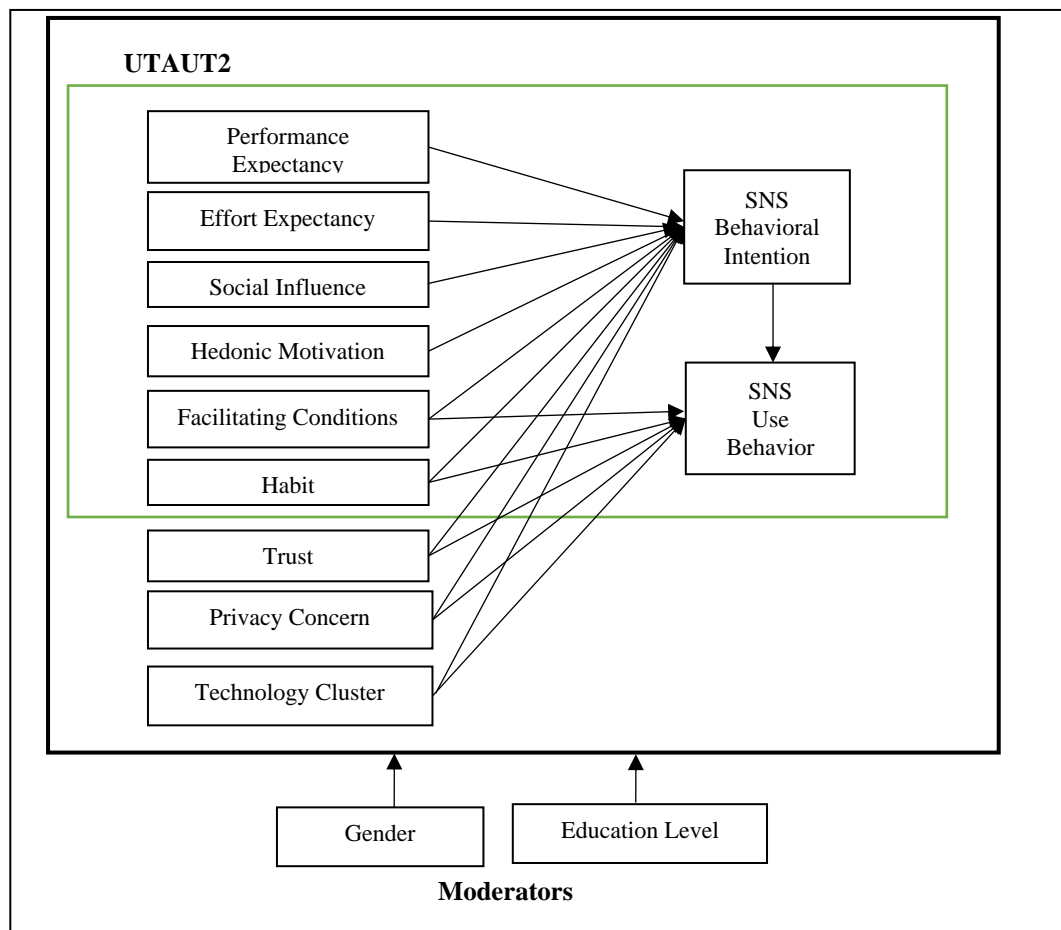 UTAUT2
Performance
Expectancy
Effort Expectancy
Social Influence
Hedonic Motivation
Facilitating Conditions
Habit
Trust
Privacy Concern
Technology Cluster
SNS
Behavioral
Intention
SNS
Use
Behavior
Gender
Education Level
Moderators